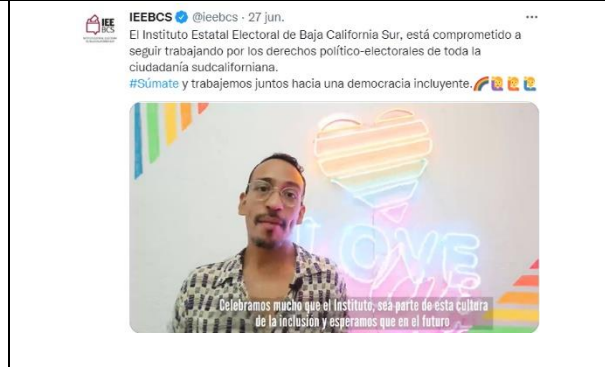 IEEBCS @ieebcs · 27 jun.
IEE
BCS
El Instituto Estatal Electoral de Baja California Sur, está comprometido a
seguir trabajando por los derechos político-electorales de toda la
ciudadanía sudcaliforniana.
#Súmate y trabajemos juntos hacia una democracia incluyente.
LOVE
Celebramos mucho que el Instituto, sea parte de esta cultura
de la inclusión y esperamos que en el futuro